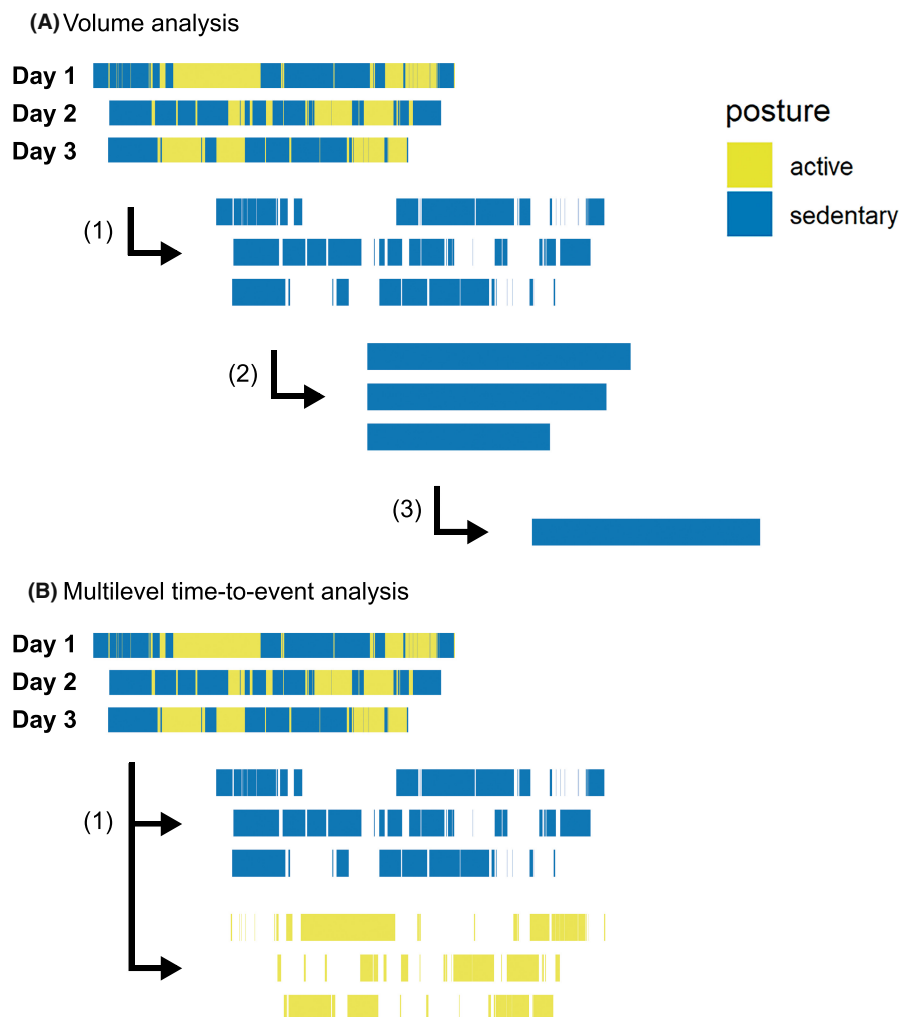 (A) Volume analysis
Day 1
Day 2
Day 3
posture
active
sedentary
(1)
(2)
(3)
(B) Multilevel time-to-event analysis
Day 1
Day 2
Day 3
(1)